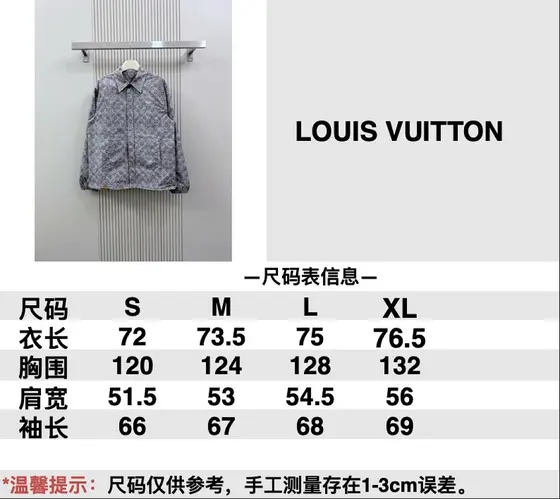 LOUIS VUITTON
—尺码表信息—
尺码 S M L XL
衣长 72 73.5 75 76.5
胸围 120 124 128 132
肩宽 51.5 53 54.5 56
袖长 66 67 68 69
*温馨提示：尺码仅供参考，手工测量存在1-3cm误差。